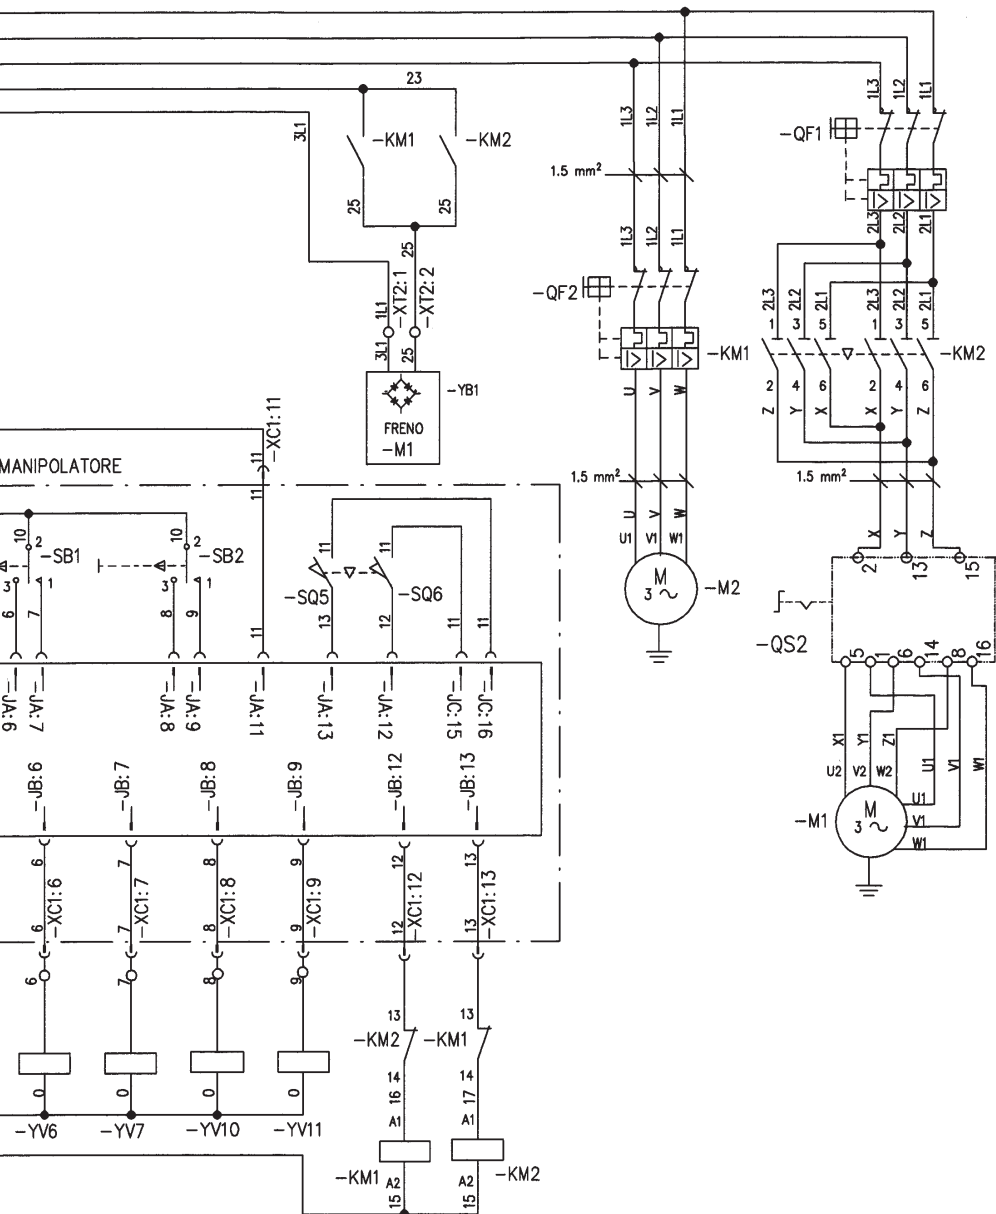 23
3L1
-KM1
-KM2
25
25
25
-XT2:1
-XT2:2
1L1
3L1
25
-YB1
FRENO
-M1
1L3
1L2
1L1
1.5 mm²
1L3
1L2
1L1
-QF2
-KM1
U
V
W
1.5 mm²
U
V
W
U1
V1
W1
M
3
-M2
1L3
1L2
1L1
-QF1
2L3
2L2
2L1
2L3
2L2
2L1
2L3
2L2
2L1
1
3
5
1
3
5
-KM2
2
4
6
2
4
6
Z
Y
X
X
Y
Z
1.5 mm²
X
Y
Z
2
13
15
-QS2
5
1
6
14
8
16
X1
Y1
Z1
U1
V1
W1
U2
V2
W2
U1
V1
W1
M
3
-M1
MANIPOLATORE
-XC1:11
11
11
10
2
-SB1
3
1
6
7
10
2
-SB2
3
1
8
9
11
11
11
-SQ5
-SQ6
13
12
11
11
-JA:6
-JA:7
-JA:8
-JA:9
-JA:11
-JA:13
-JA:12
-JC:15
-JC:16
-JB:6
-JB:7
-JB:8
-JB:9
-JB:12
-JB:13
6
7
8
9
12
13
-XC1:6
-XC1:7
-XC1:8
-XC1:9
-XC1:12
-XC1:13
6
7
8
9
12
13
6
7
8
9
13
13
-KM2
-KM1
14
14
16
17
0
0
0
0
A1
A1
-YV6
-YV7
-YV10
-YV11
-KM1
-KM2
A2
A2
15
15